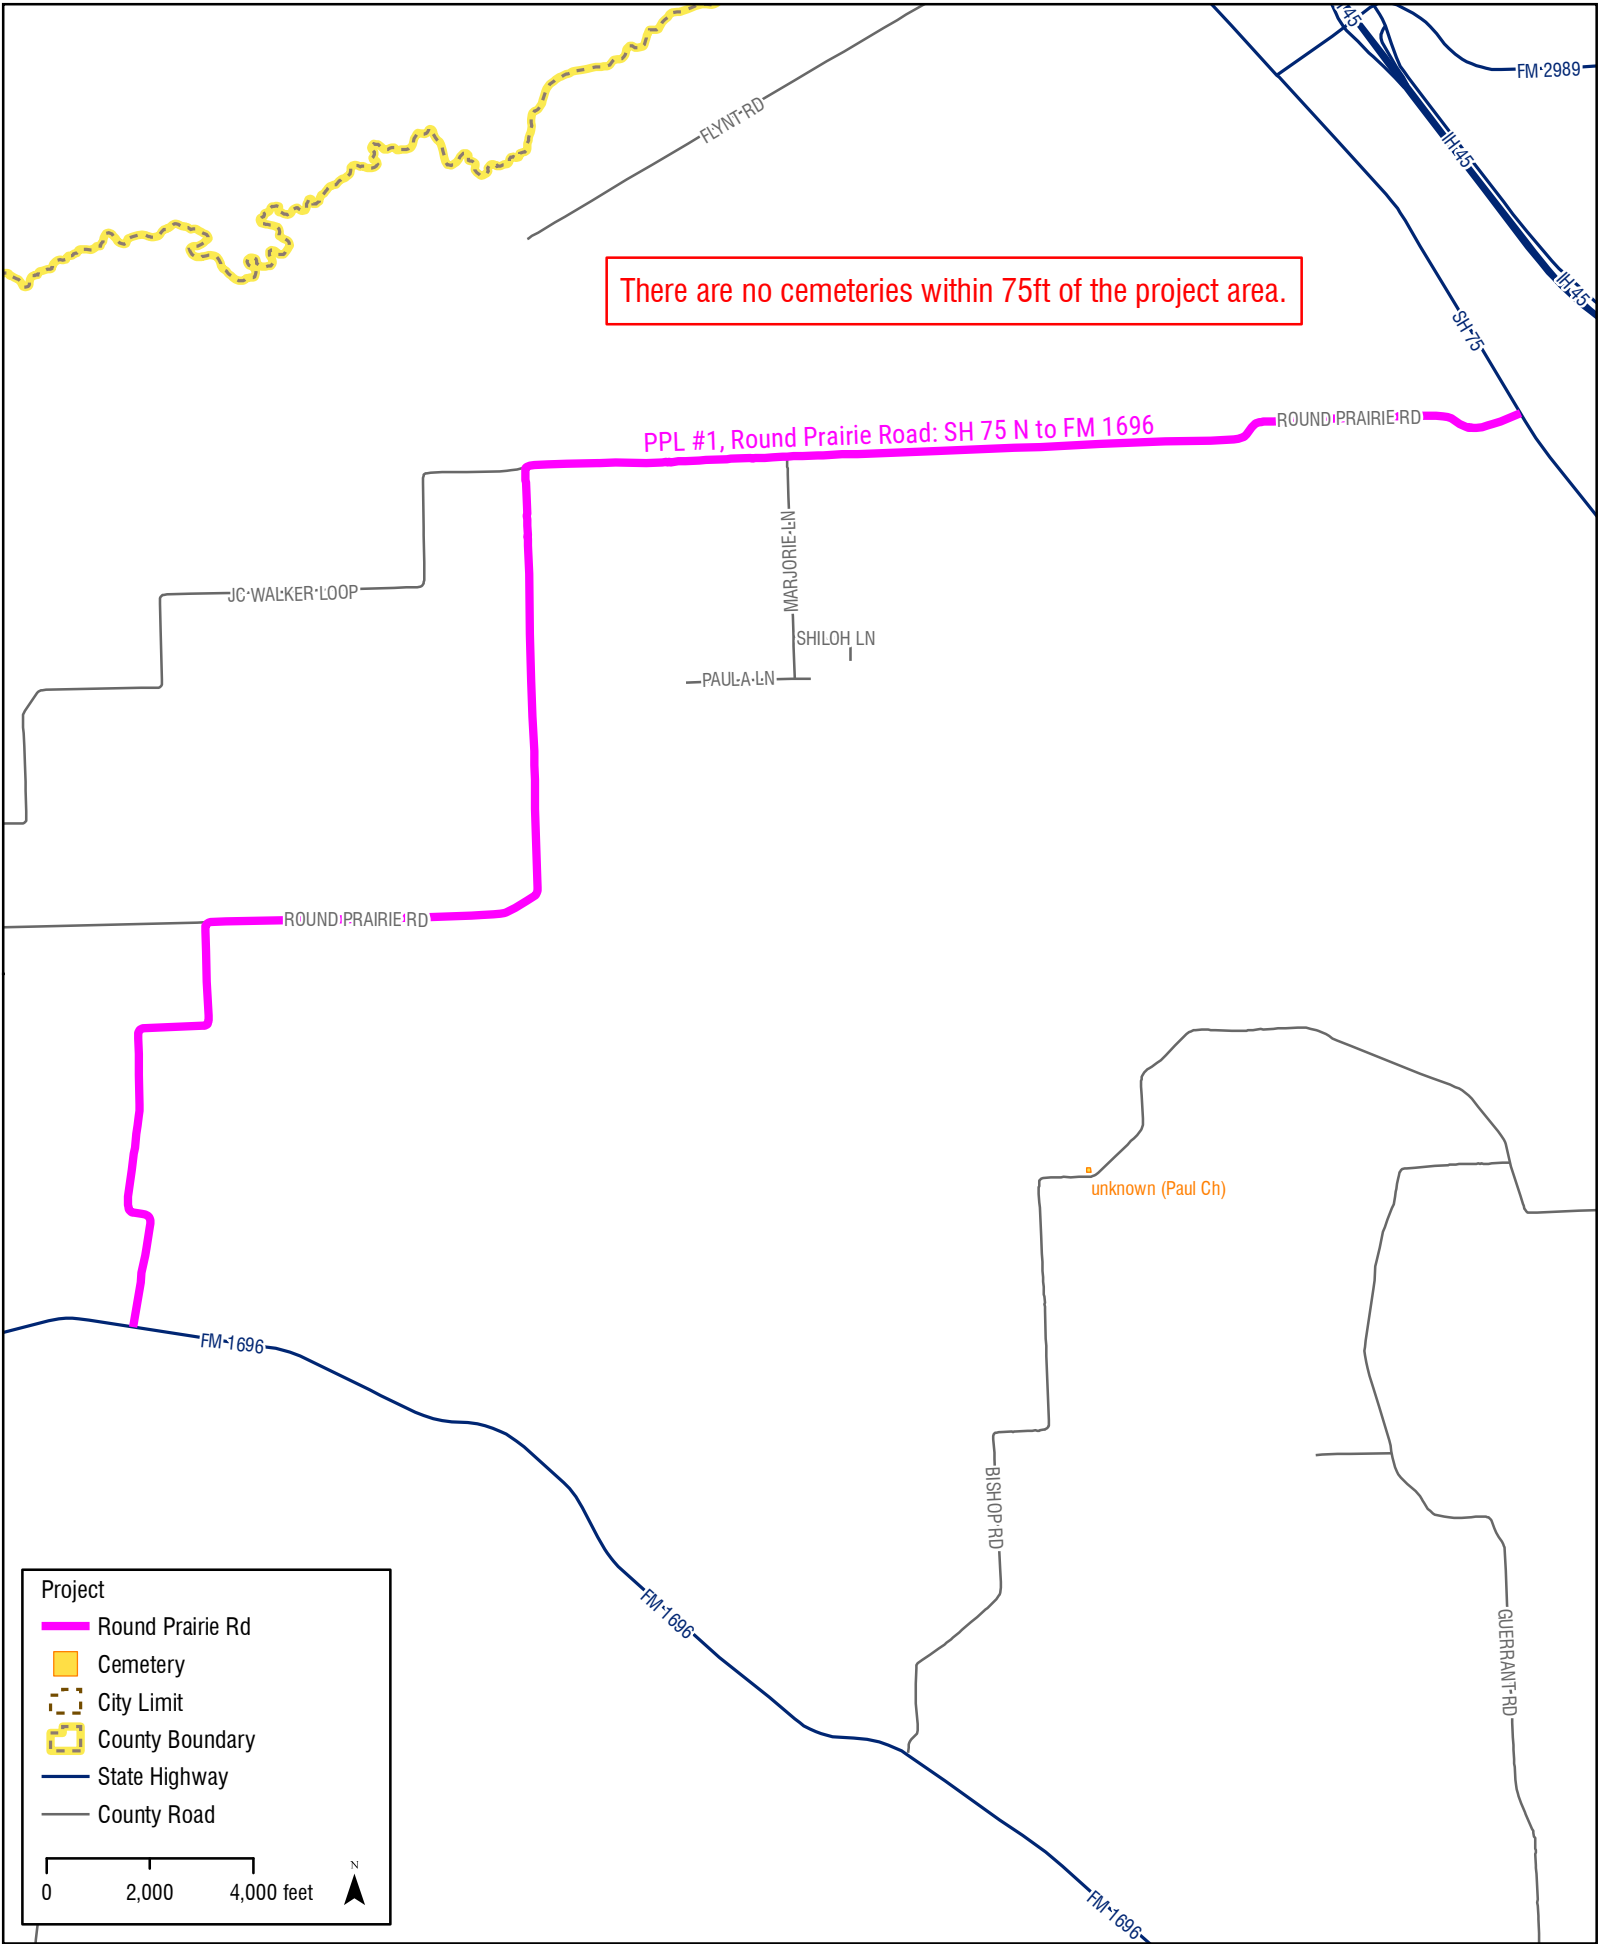 45
FM 2989
FLYNT RD
IH 45
IH 45
There are no cemeteries within 75ft of the project area.
SH 75
PPL #1, Round Prairie Road: SH 75 N to FM 1696
ROUND PRAIRIE RD
MARJORIE LN
JC WALKER LOOP
SHILOH LN
PAULA LN
ROUND PRAIRIE RD
unknown (Paul Ch)
FM 1696
BISHOP RD
FM 1696
GUERRANT RD
FM 1696
Project
Round Prairie Rd
Cemetery
City Limit
County Boundary
State Highway
County Road
N
0 2,000 4,000 feet